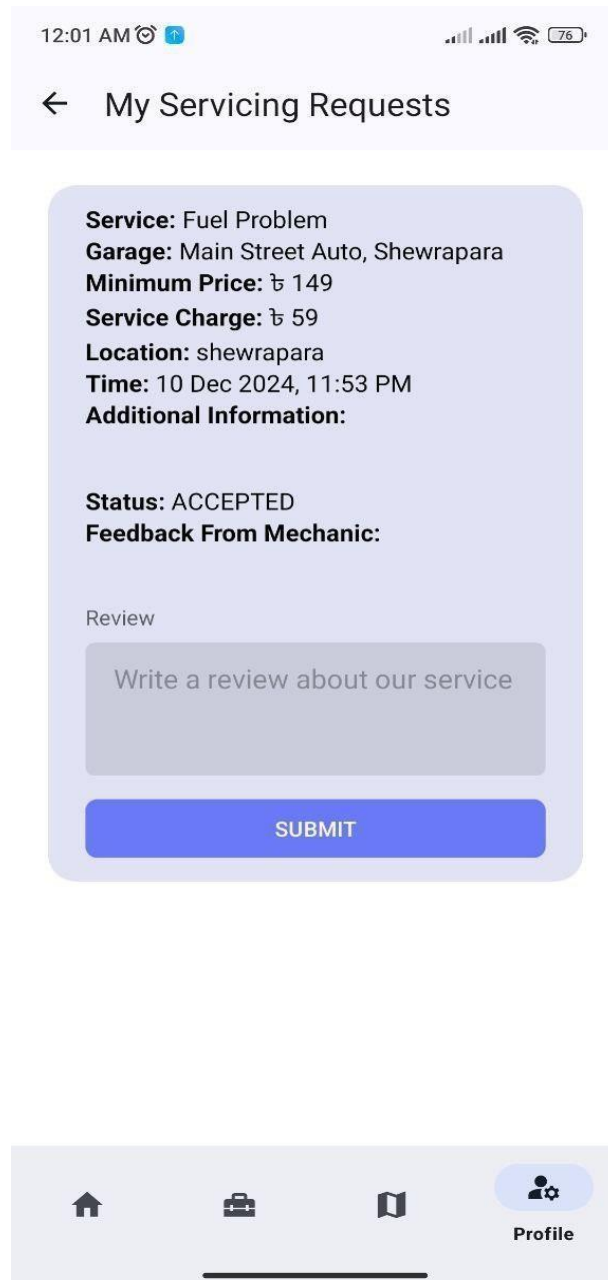 12:01 AM
76
My Servicing Requests
Service: Fuel Problem
Garage: Main Street Auto, Shewrapara
Minimum Price: ৳ 149
Service Charge: ৳ 59
Location: shewrapara
Time: 10 Dec 2024, 11:53 PM
Additional Information:
Status: ACCEPTED
Feedback From Mechanic:
Review
Write a review about our service
SUBMIT
Profile